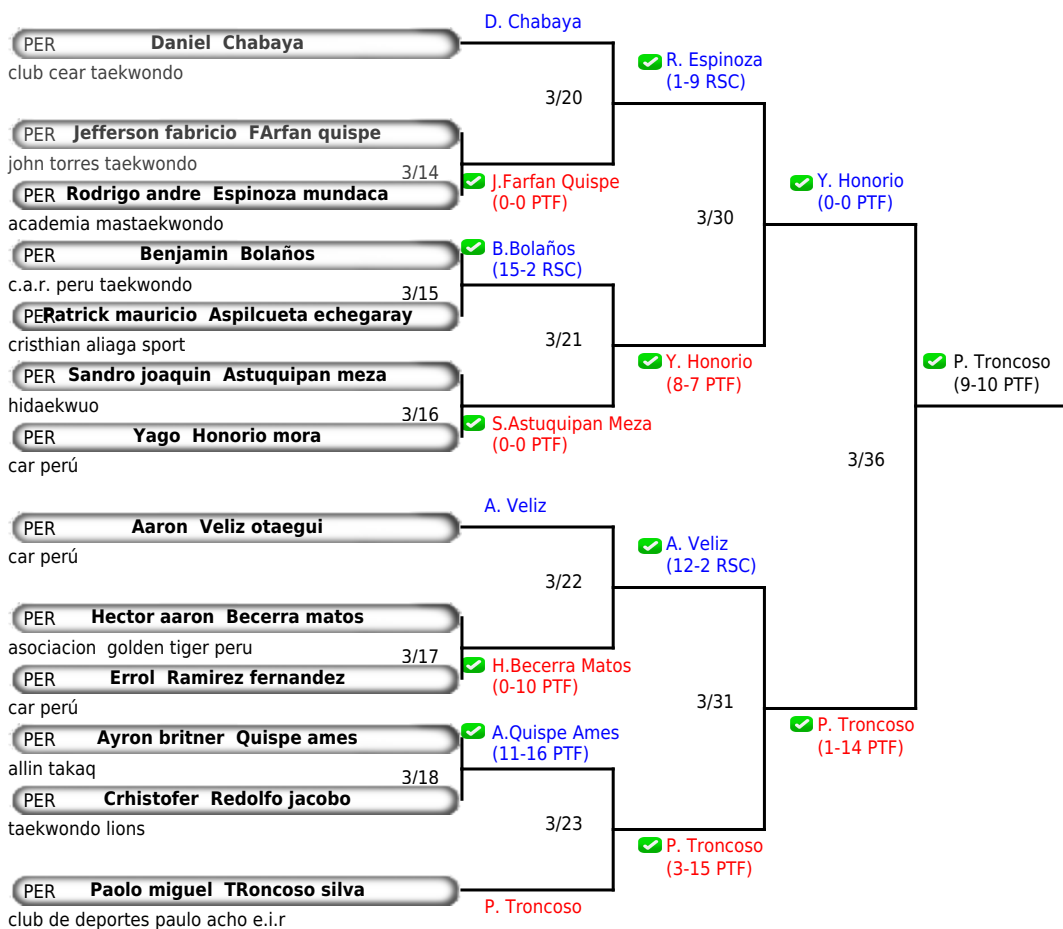 D. Chabaya
PER Daniel Chabaya
club cear taekwondo
R. Espinoza
(1-9 RSC)
3/20
PER Jefferson fabricio FArfan quispe
john torres taekwondo
3/14
J.Farfan Quispe
(0-0 PTF)
PER Rodrigo andre Espinoza mundaca
academia mastaekwondo
Y. Honorio
(0-0 PTF)
3/30
PER Benjamin Bolaños
B.Bolaños
(15-2 RSC)
c.a.r. peru taekwondo
3/15
PER Patrick mauricio Aspilcueta echegaray
cristhian aliaga sport
3/21
Y. Honorio
(8-7 PTF)
P. Troncoso
(9-10 PTF)
PER Sandro joaquin Astuquipan meza
hidaekwuo
3/16
S.Astuquipan Meza
(0-0 PTF)
PER Yago Honorio mora
car perú
3/36
A. Veliz
PER Aaron Veliz otaegui
car perú
A. Veliz
(12-2 RSC)
3/22
PER Hector aaron Becerra matos
asociacion golden tiger peru
3/17
H.Becerra Matos
(0-10 PTF)
PER Errol Ramirez fernandez
car perú
3/31
P. Troncoso
(1-14 PTF)
PER Ayron britner Quispe ames
A.Quispe Ames
(11-16 PTF)
allin takaq
3/18
PER Crhistofer Redolfo jacobo
taekwondo lions
3/23
P. Troncoso
(3-15 PTF)
PER Paolo miguel TRoncoso silva
P. Troncoso
club de deportes paulo acho e.i.r